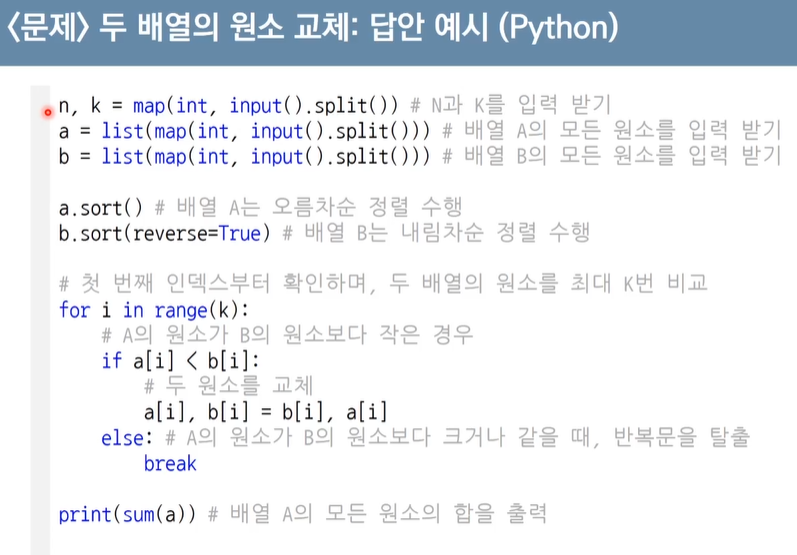 <문제> 두 배열의 원소 교체: 답안 예시 (Python)
n, k = map(int, input().split()) # N과 K를 입력 받기
a = list(map(int, input().split())) # 배열 A의 모든 원소를 입력 받기
b = list(map(int, input().split())) # 배열 B의 모든 원소를 입력 받기
a.sort() # 배열 A는 오름차순 정렬 수행
b.sort(reverse=True) # 배열 B는 내림차순 정렬 수행
# 첫 번째 인덱스부터 확인하며, 두 배열의 원소를 최대 K번 비교
for i in range(k):
    # A의 원소가 B의 원소보다 작은 경우
    if a[i] < b[i]:
        # 두 원소를 교체
        a[i], b[i] = b[i], a[i]
    else: # A의 원소가 B의 원소보다 크거나 같을 때, 반복문을 탈출
        break
print(sum(a)) # 배열 A의 모든 원소의 합을 출력